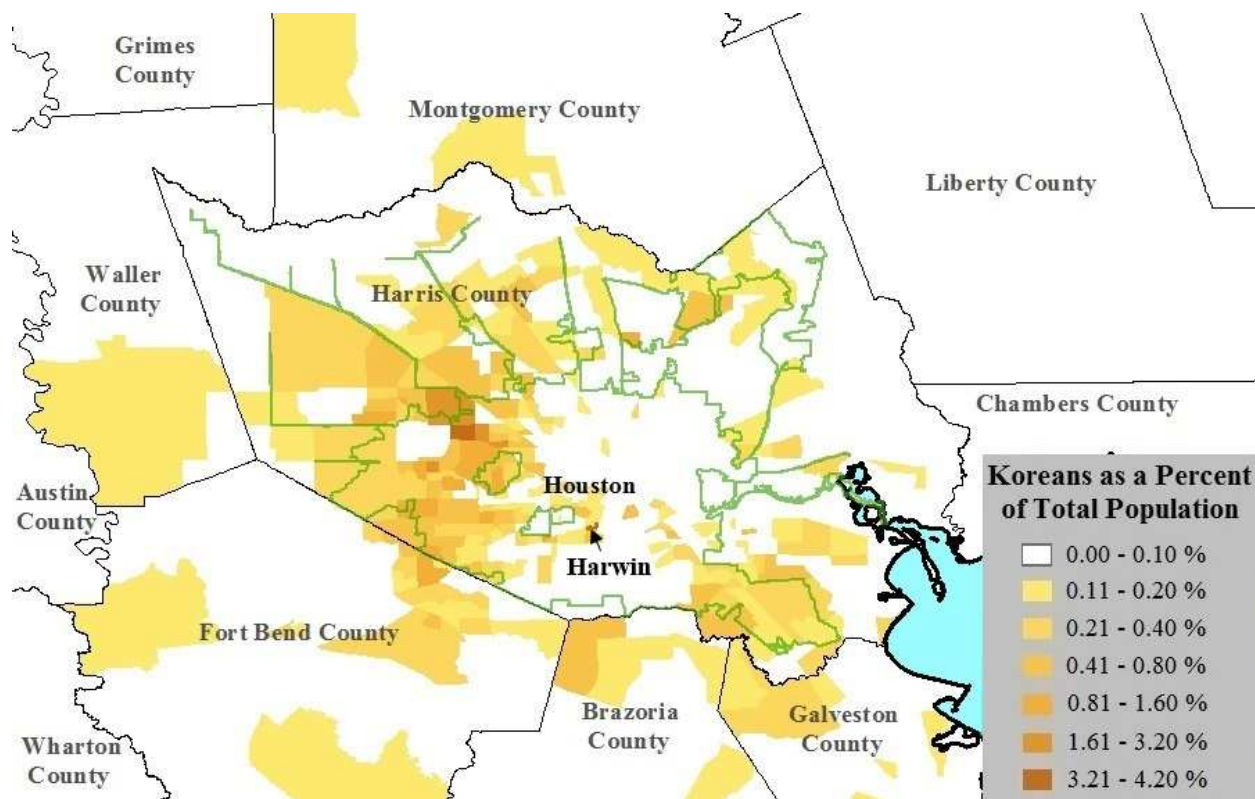 Grimes
County
Montgomery County
Liberty County
Waller
County
Harris County
Chambers County
Koreans as a Percent
of Total Population
0.00 - 0.10 %
0.11 - 0.20 %
0.21 - 0.40 %
0.41 - 0.80 %
0.81 - 1.60 %
1.61 - 3.20 %
3.21 - 4.20 %
Austin
County
Houston
Harwin
Fort Bend County
Brazoria
County
Galveston
County
Wharton
County